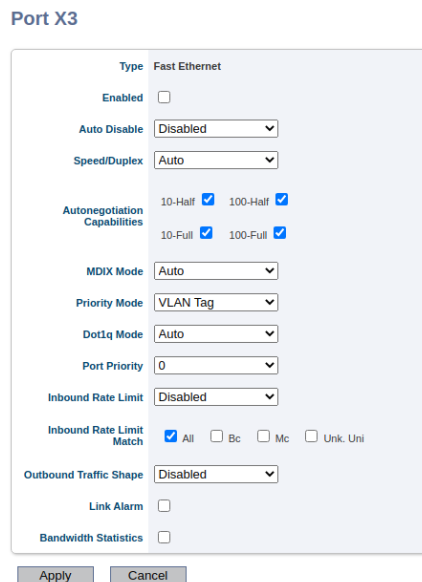 Port X3
Type Fast Ethernet
Enabled
Auto Disable Disabled
Speed/Duplex Auto
Autonegotiation Capabilities
10-Half 100-Half
10-Full 100-Full
MDIX Mode Auto
Priority Mode VLAN Tag
Dot1q Mode Auto
Port Priority 0
Inbound Rate Limit Disabled
Inbound Rate Limit Match
All Bc Mc Unk. Uni
Outbound Traffic Shape Disabled
Link Alarm
Bandwidth Statistics
Apply Cancel